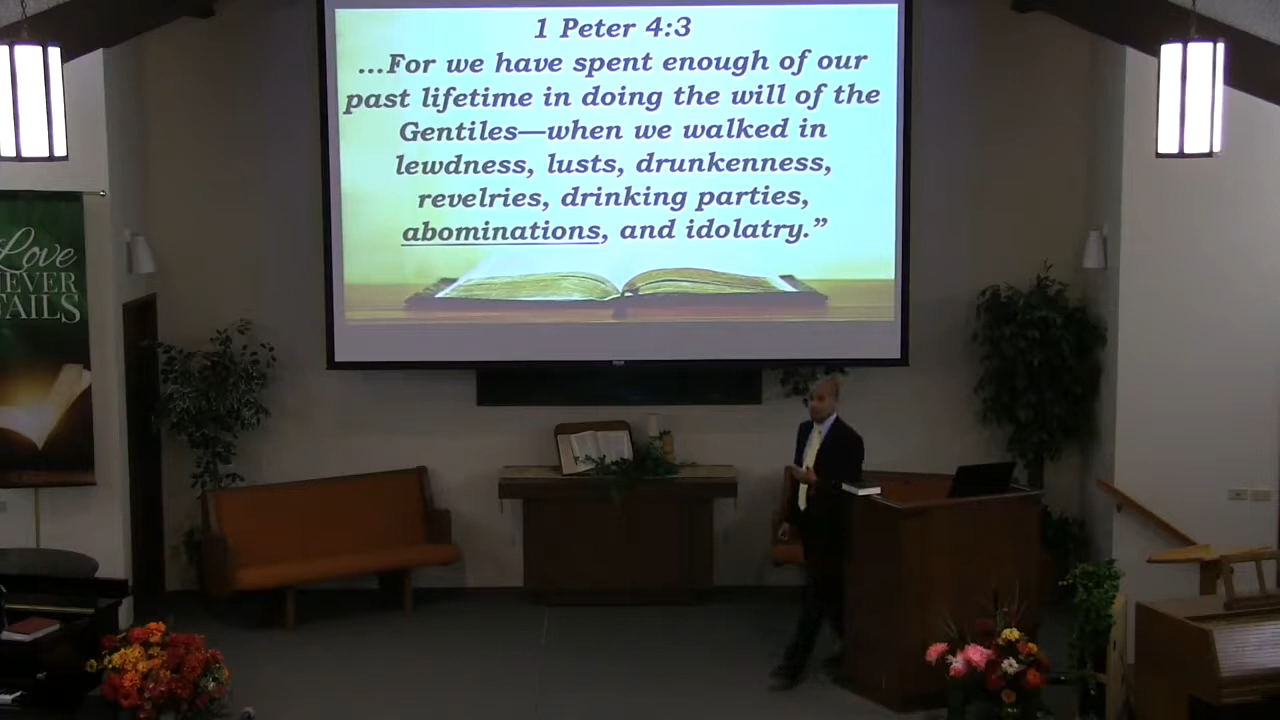 1 Peter 4:3
...For we have spent enough of our
past lifetime in doing the will of the
Gentiles—when we walked in
lewdness, lusts, drunkenness,
revelries, drinking parties,
abominations, and idolatry.”
Love
NEVER
FAILS